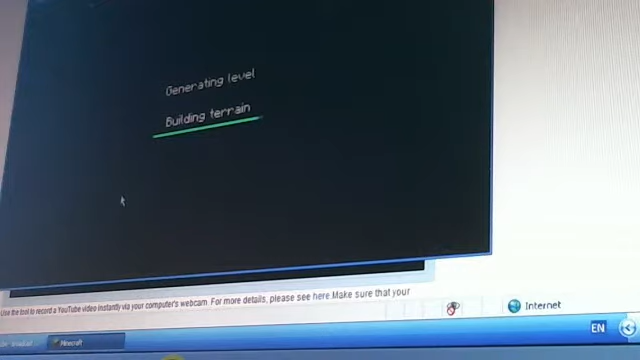 Generating level
Building terrain
Use the tool to record a YouTube video instantly via your computer's webcam. For more details, please see here.Make sure that your
Internet
EN
Minecraft